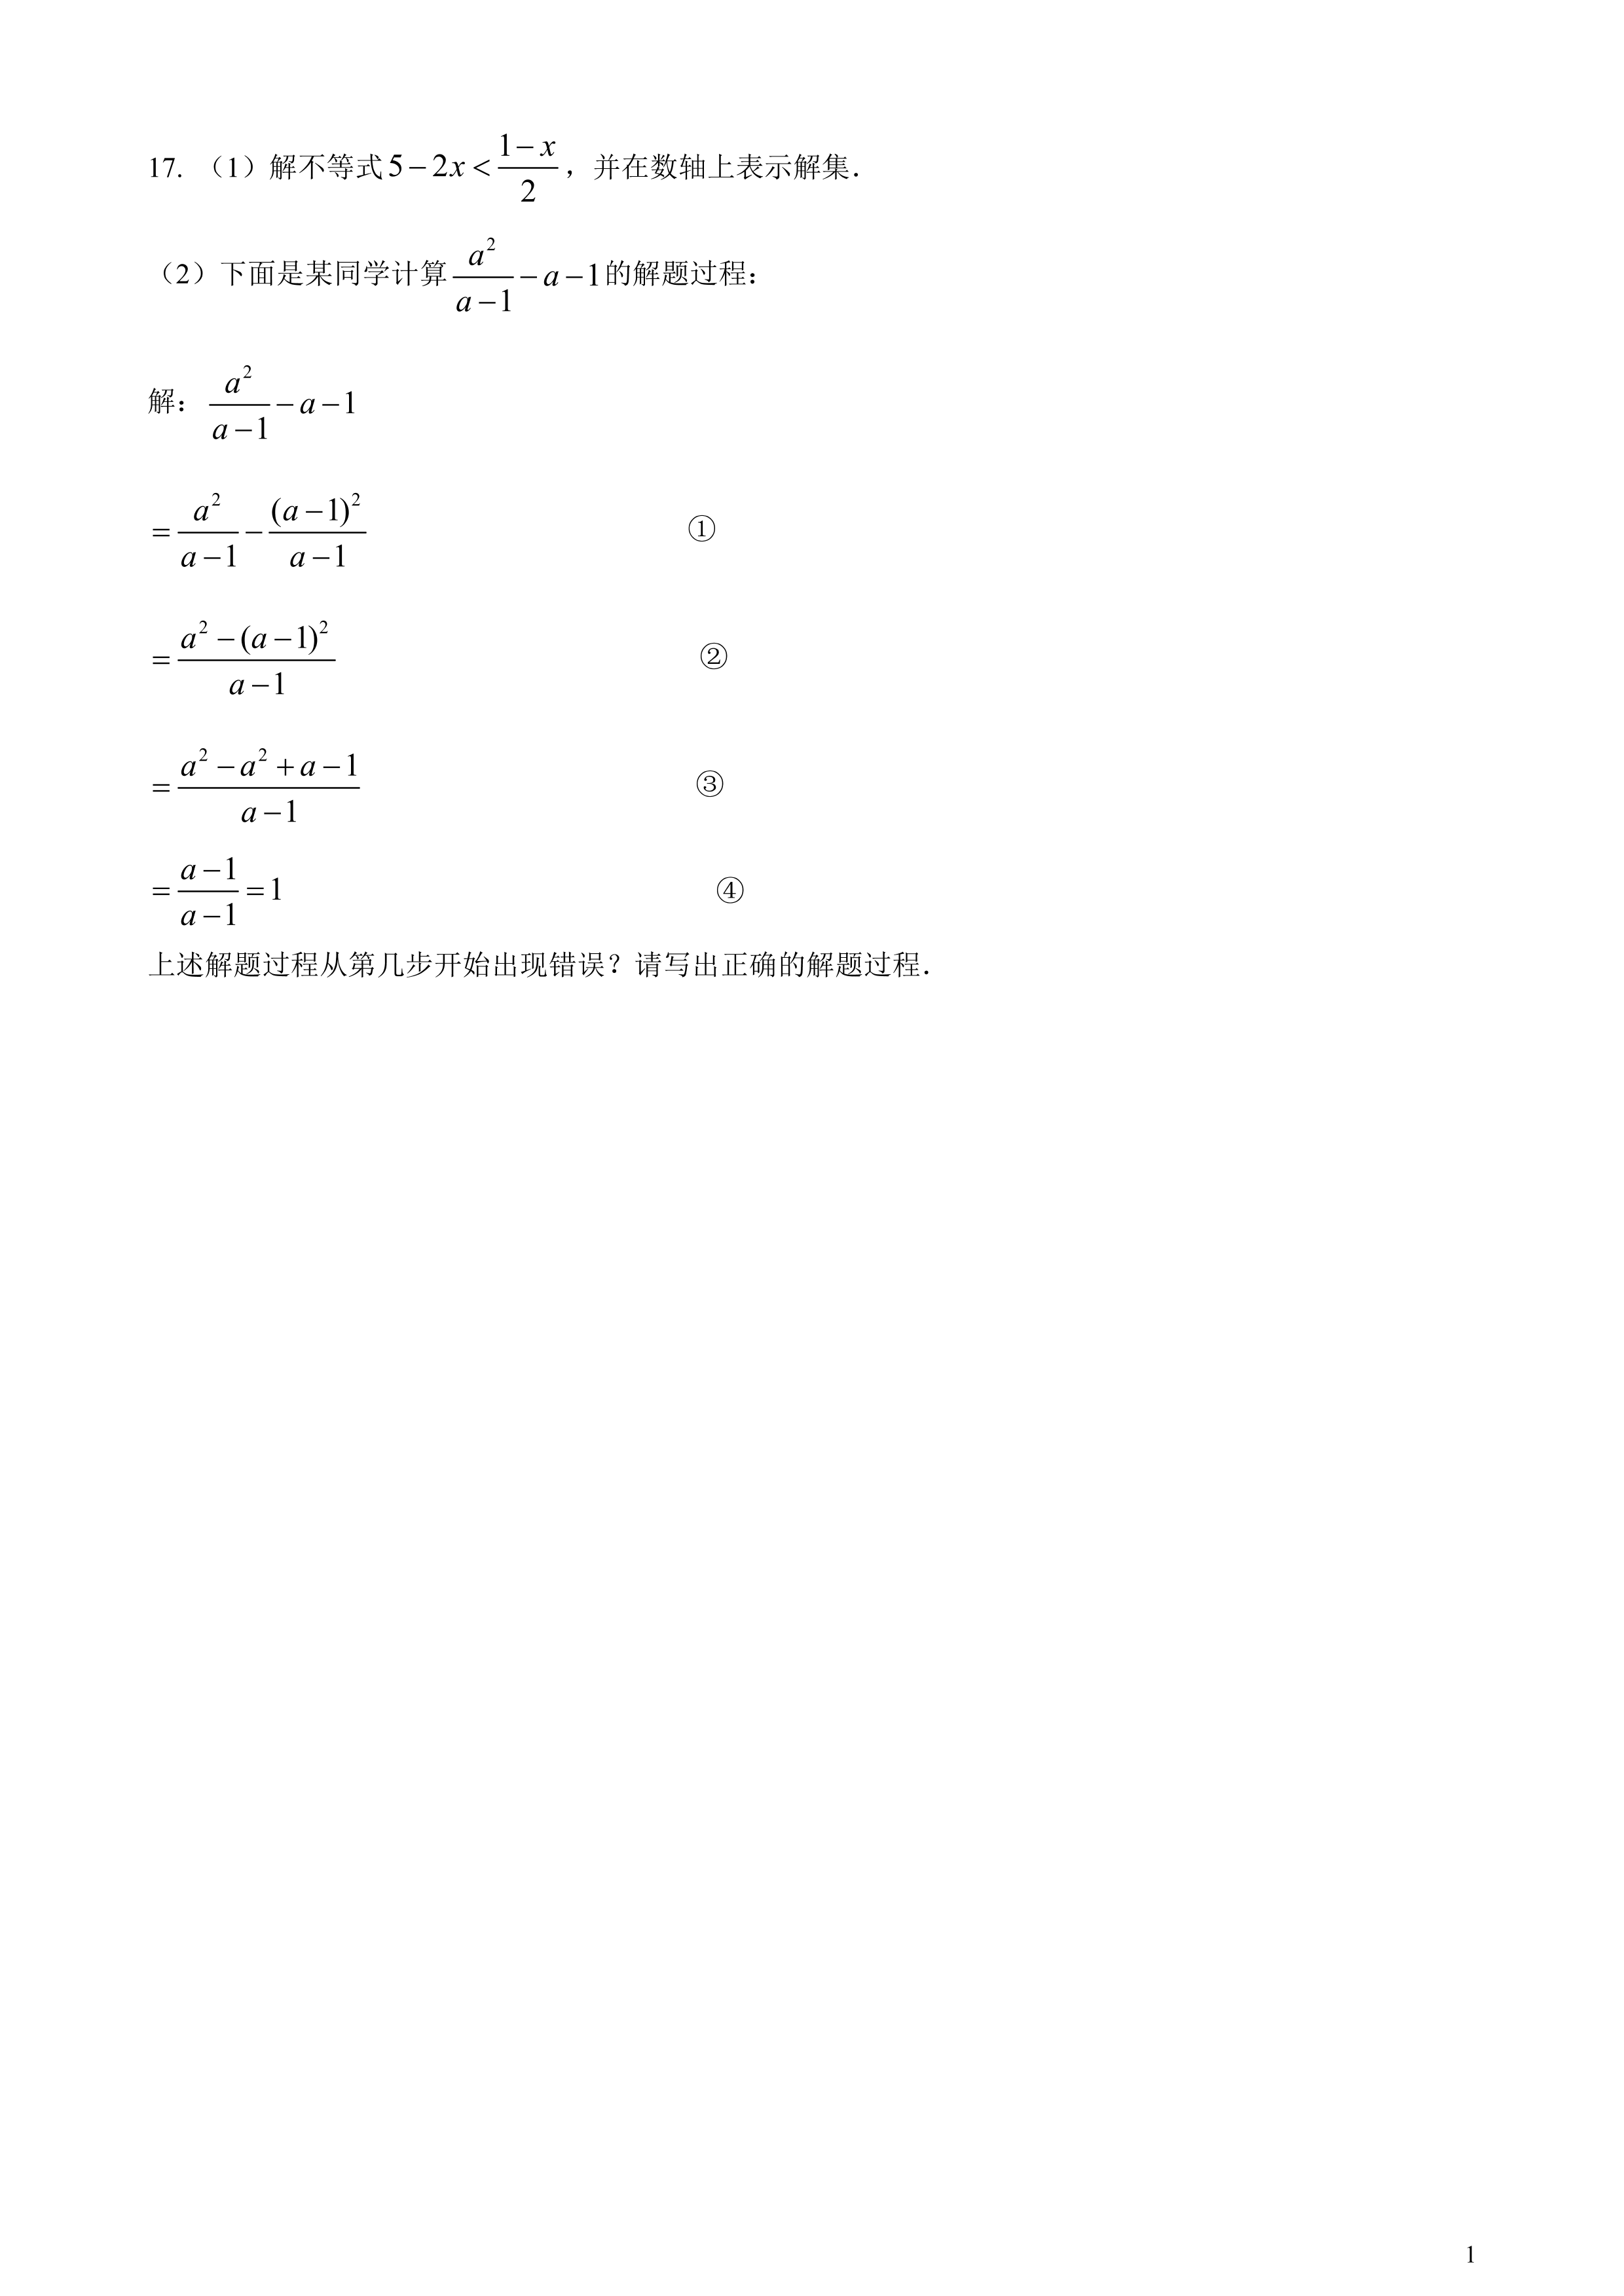 17. （1）解不等式 $5-2x<\frac{1-x}{2}$，并在数轴上表示解集.
（2）下面是某同学计算 $\frac{a^2}{a-1}-a-1$ 的解题过程：
解：$\frac{a^2}{a-1}-a-1$
$=\frac{a^2}{a-1}-\frac{(a-1)^2}{a-1}$ ①
$=\frac{a^2-(a-1)^2}{a-1}$ ②
$=\frac{a^2-a^2+a-1}{a-1}$ ③
$=\frac{a-1}{a-1}=1$ ④
上述解题过程从第几步开始出现错误？请写出正确的解题过程.
1